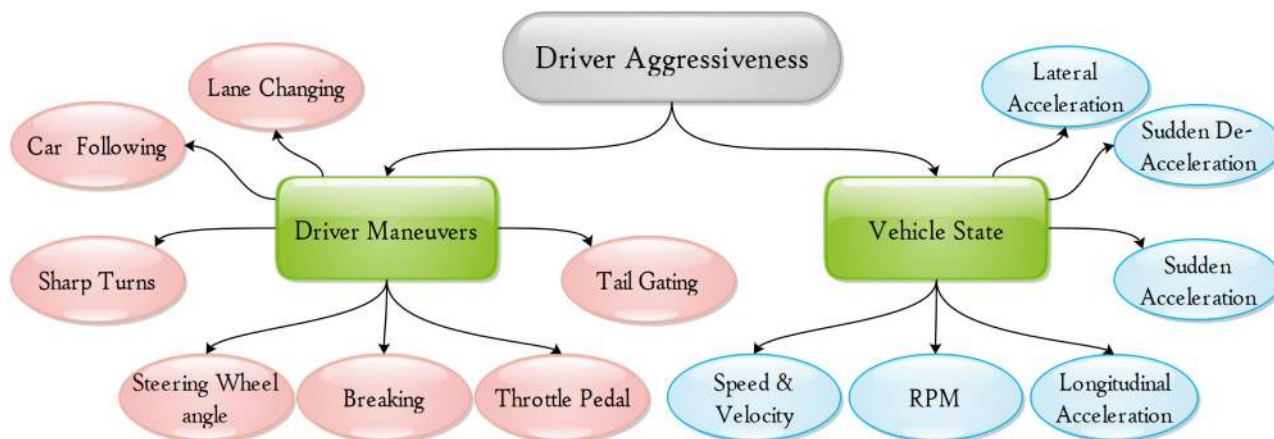 Driver Aggressiveness
Lane Changing
Lateral
Acceleration
Car Following
Sudden De-
Acceleration
Driver Maneuvers
Vehicle State
Sharp Turns
Tail Gating
Sudden
Acceleration
Steering Wheel
angle
Breaking
Throttle Pedal
Speed &
Velocity
RPM
Longitudinal
Acceleration